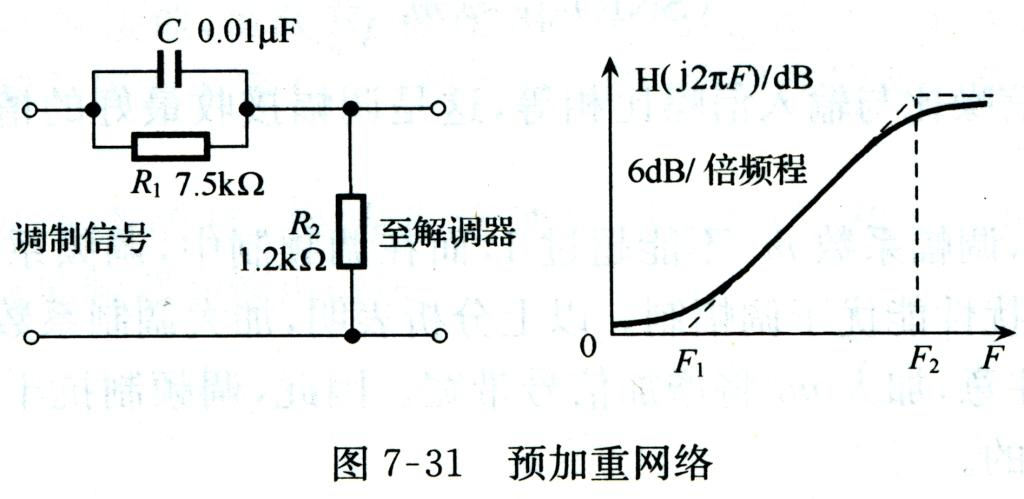 C 0.01μF
R₁ 7.5kΩ
调制信号
R₂
1.2kΩ
至解调器
H(j2πF)/dB
6dB/ 倍频程
0
F₁
F₂
F
图 7-31 预加重网络